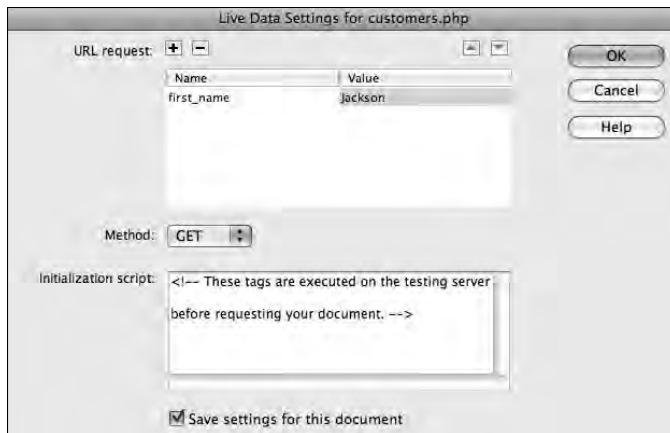 Live Data Settings for customers.php
URL request:
OK
Name Value
first_name Jackson
Cancel
Help
Method: GET
Initialization script: <!-- These tags are executed on the testing server
before requesting your document. -->
Save settings for this document